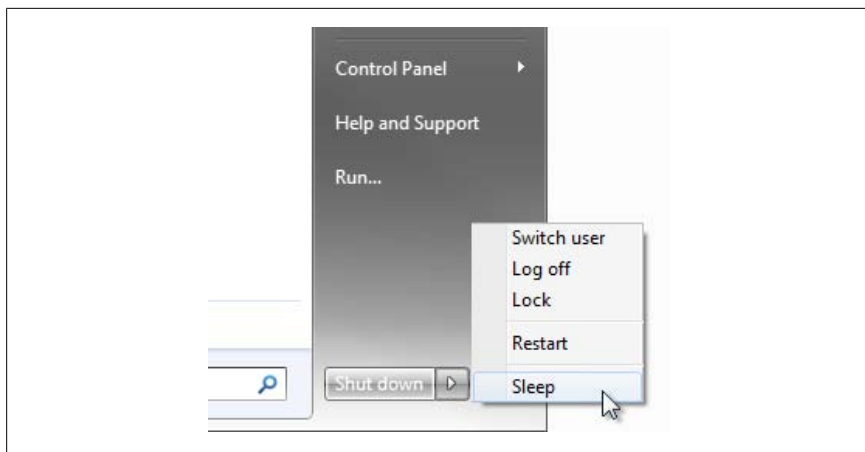 Control Panel
Help and Support
Run...
Switch user
Log off
Lock
Restart
Shut down
Sleep